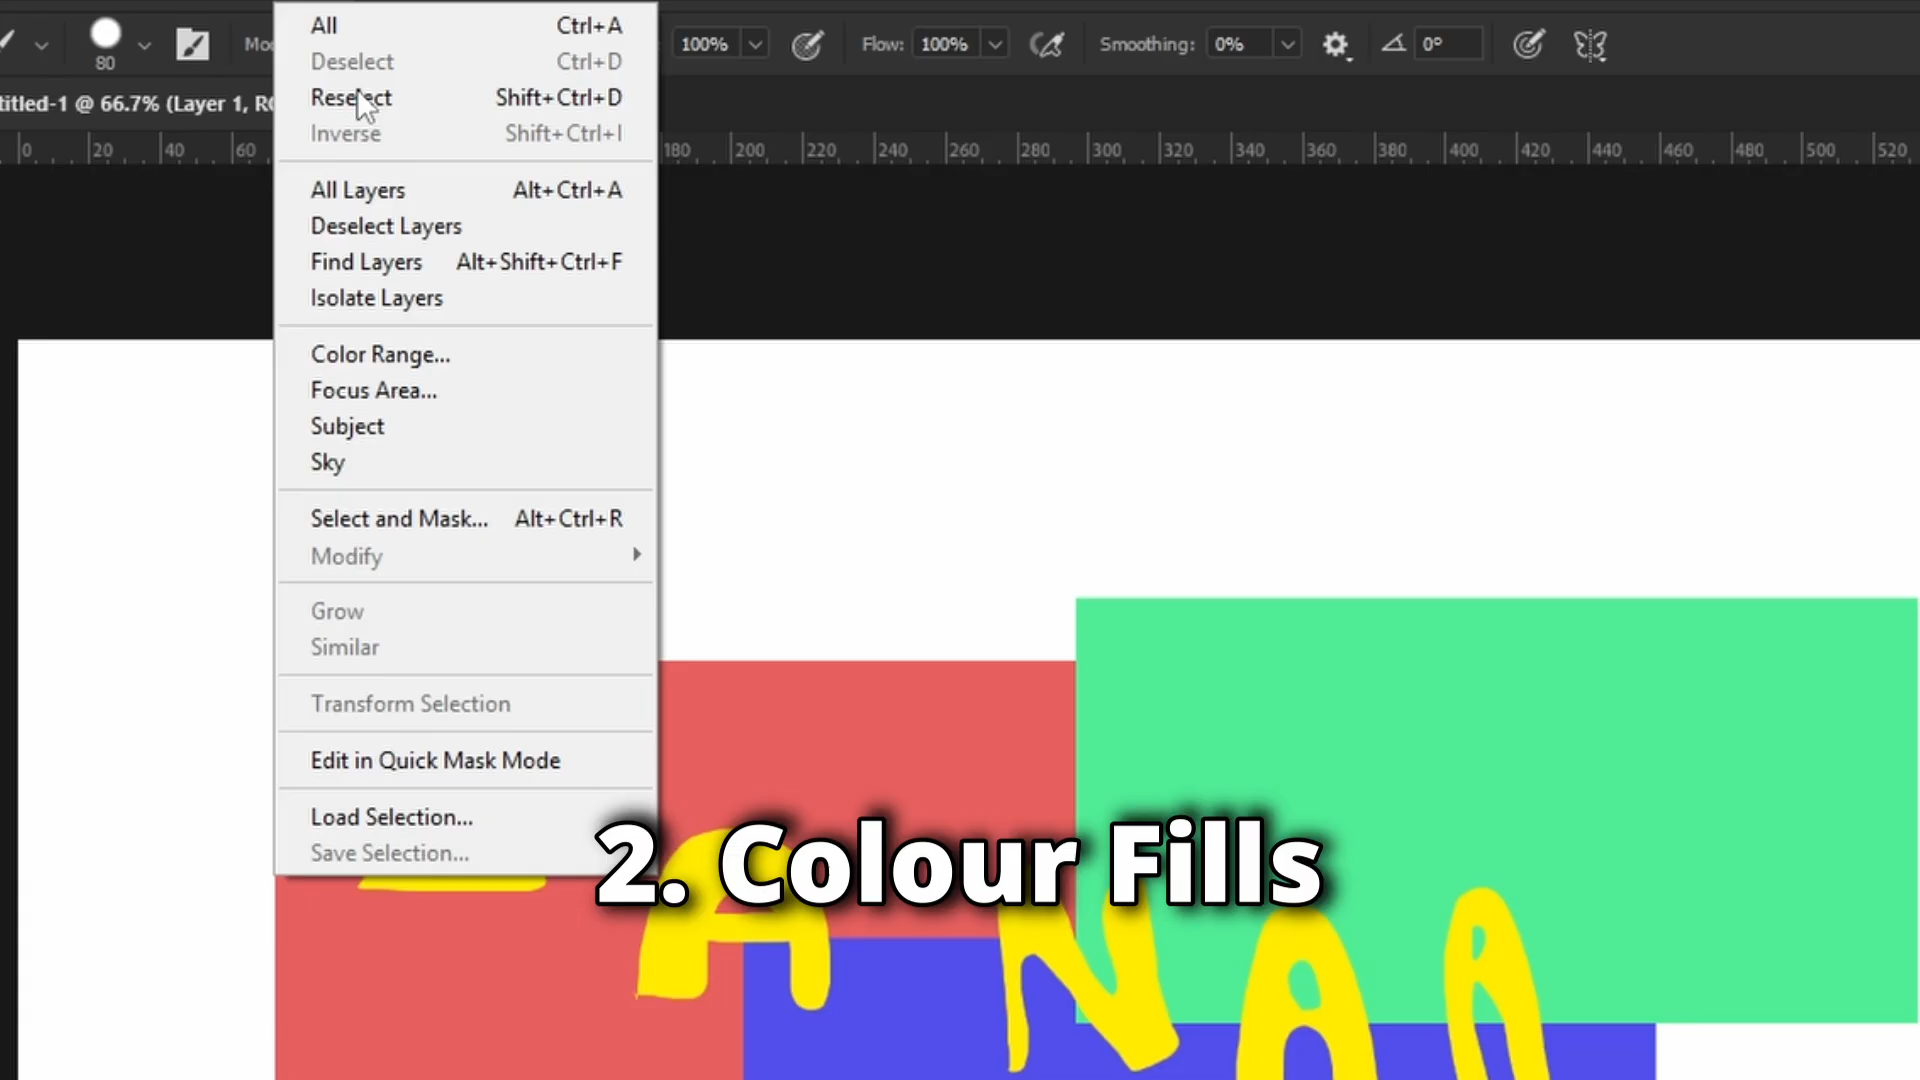 Mo
100%
Flow:
100%
Smoothing:
0%
0°
80
titled-1 @ 66.7% (Layer 1, R
0 20 40 60 180 200 220 240 260 280 300 320 340 360 380 400 420 440 460 480 500 520
All Ctrl+A
Deselect Ctrl+D
Reselect Shift+Ctrl+D
Inverse Shift+Ctrl+I
All Layers Alt+Ctrl+A
Deselect Layers
Find Layers Alt+Shift+Ctrl+F
Isolate Layers
Color Range...
Focus Area...
Subject
Sky
Select and Mask... Alt+Ctrl+R
Modify
Grow
Similar
Transform Selection
Edit in Quick Mask Mode
Load Selection...
Save Selection...
2. Colour Fills